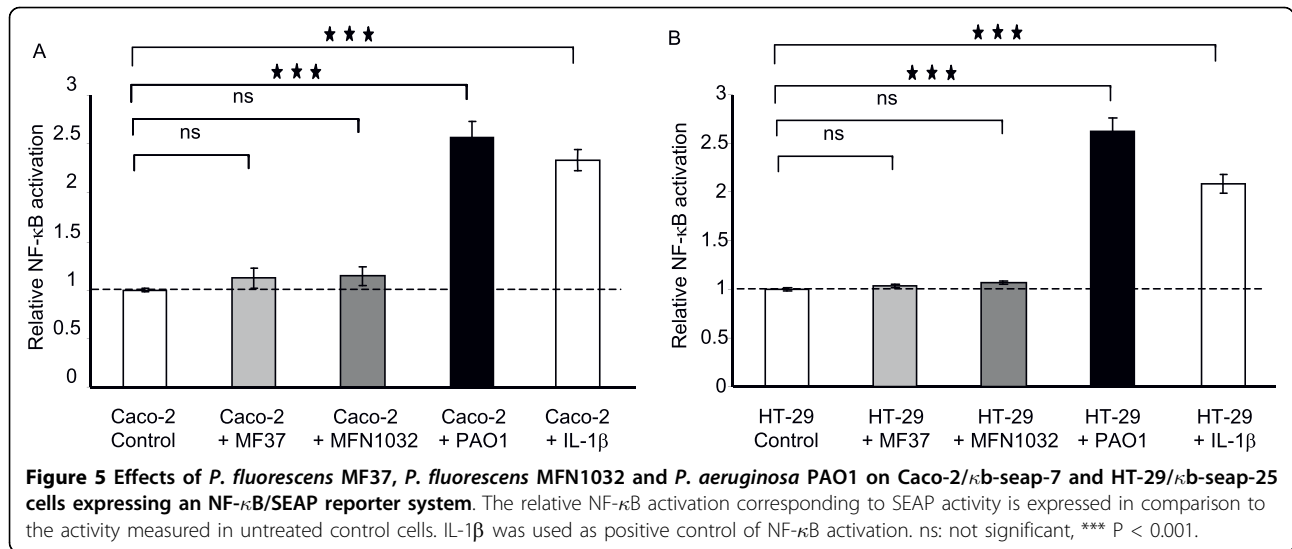 A
★★★
★★★
ns
ns
Relative NF-κB activation
3
2.5
2
1.5
1
0.5
0
Caco-2 Control
Caco-2 + MF37
Caco-2 + MFN1032
Caco-2 + PAO1
Caco-2 + IL-1β
B
★★★
★★★
ns
ns
Relative NF-κB activation
3
2.5
2
1.5
1
0.5
0
HT-29 Control
HT-29 + MF37
HT-29 + MFN1032
HT-29 + PAO1
HT-29 + IL-1β
Figure 5 Effects of P. fluorescens MF37, P. fluorescens MFN1032 and P. aeruginosa PAO1 on Caco-2/κb-seap-7 and HT-29/κb-seap-25
cells expressing an NF-κB/SEAP reporter system. The relative NF-κB activation corresponding to SEAP activity is expressed in comparison to
the activity measured in untreated control cells. IL-1β was used as positive control of NF-κB activation. ns: not significant, *** P < 0.001.